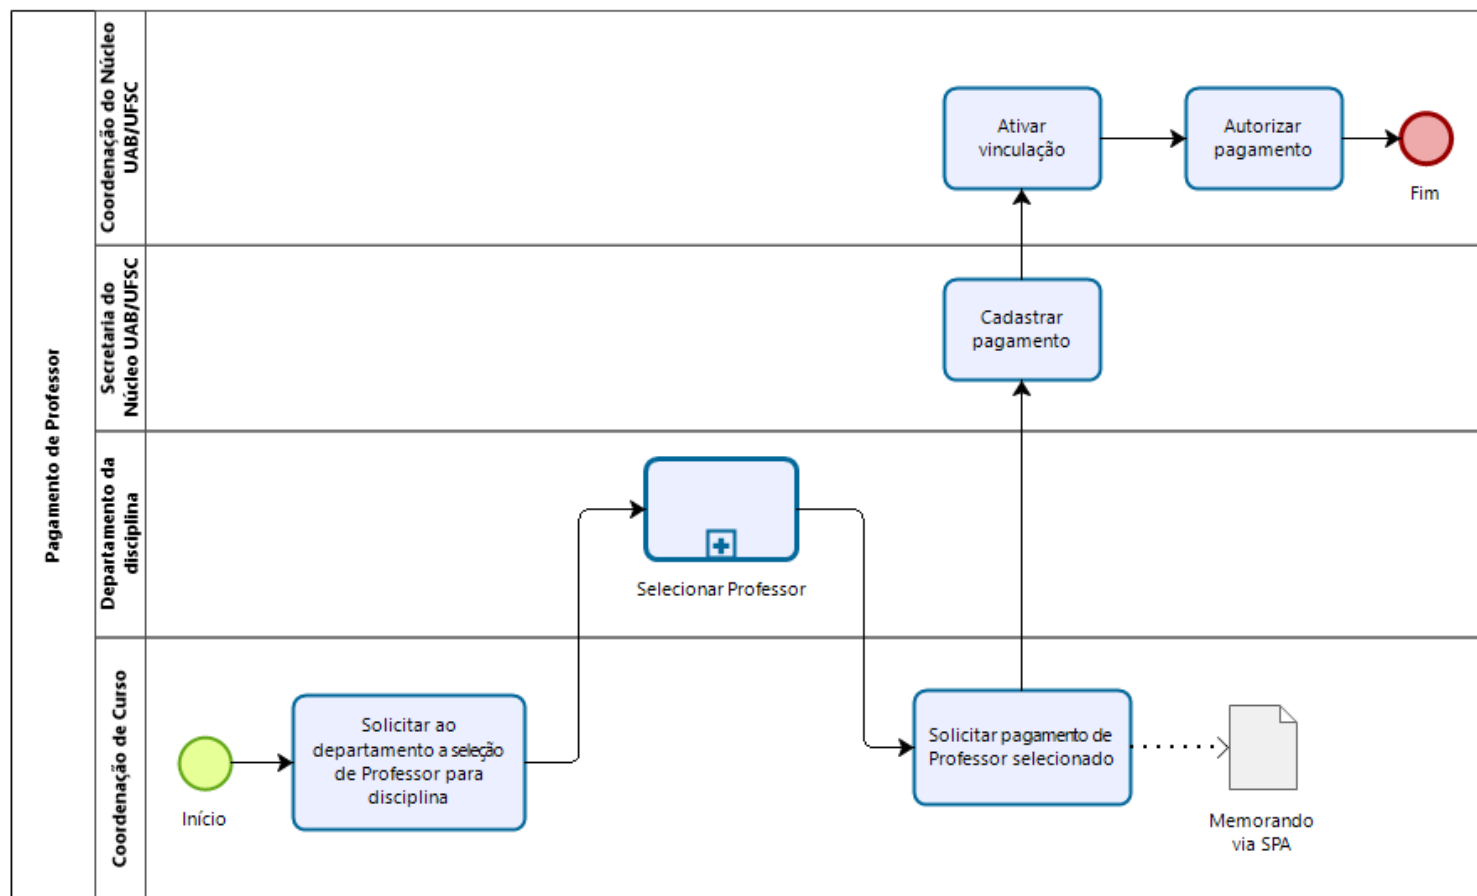 Pagamento de Professor
Coordenação do Núcleo
UAB/UFSC
Ativar
vinculação
Autorizar
pagamento
Fim
Secretaria do
Núcleo UAB/UFSC
Cadastrar
pagamento
Departamento da
disciplina
Selecionar Professor
Coordenação de Curso
Início
Solicitar ao
departamento a seleção
de Professor para
disciplina
Solicitar pagamento de
Professor selecionado
Memorando
via SPA